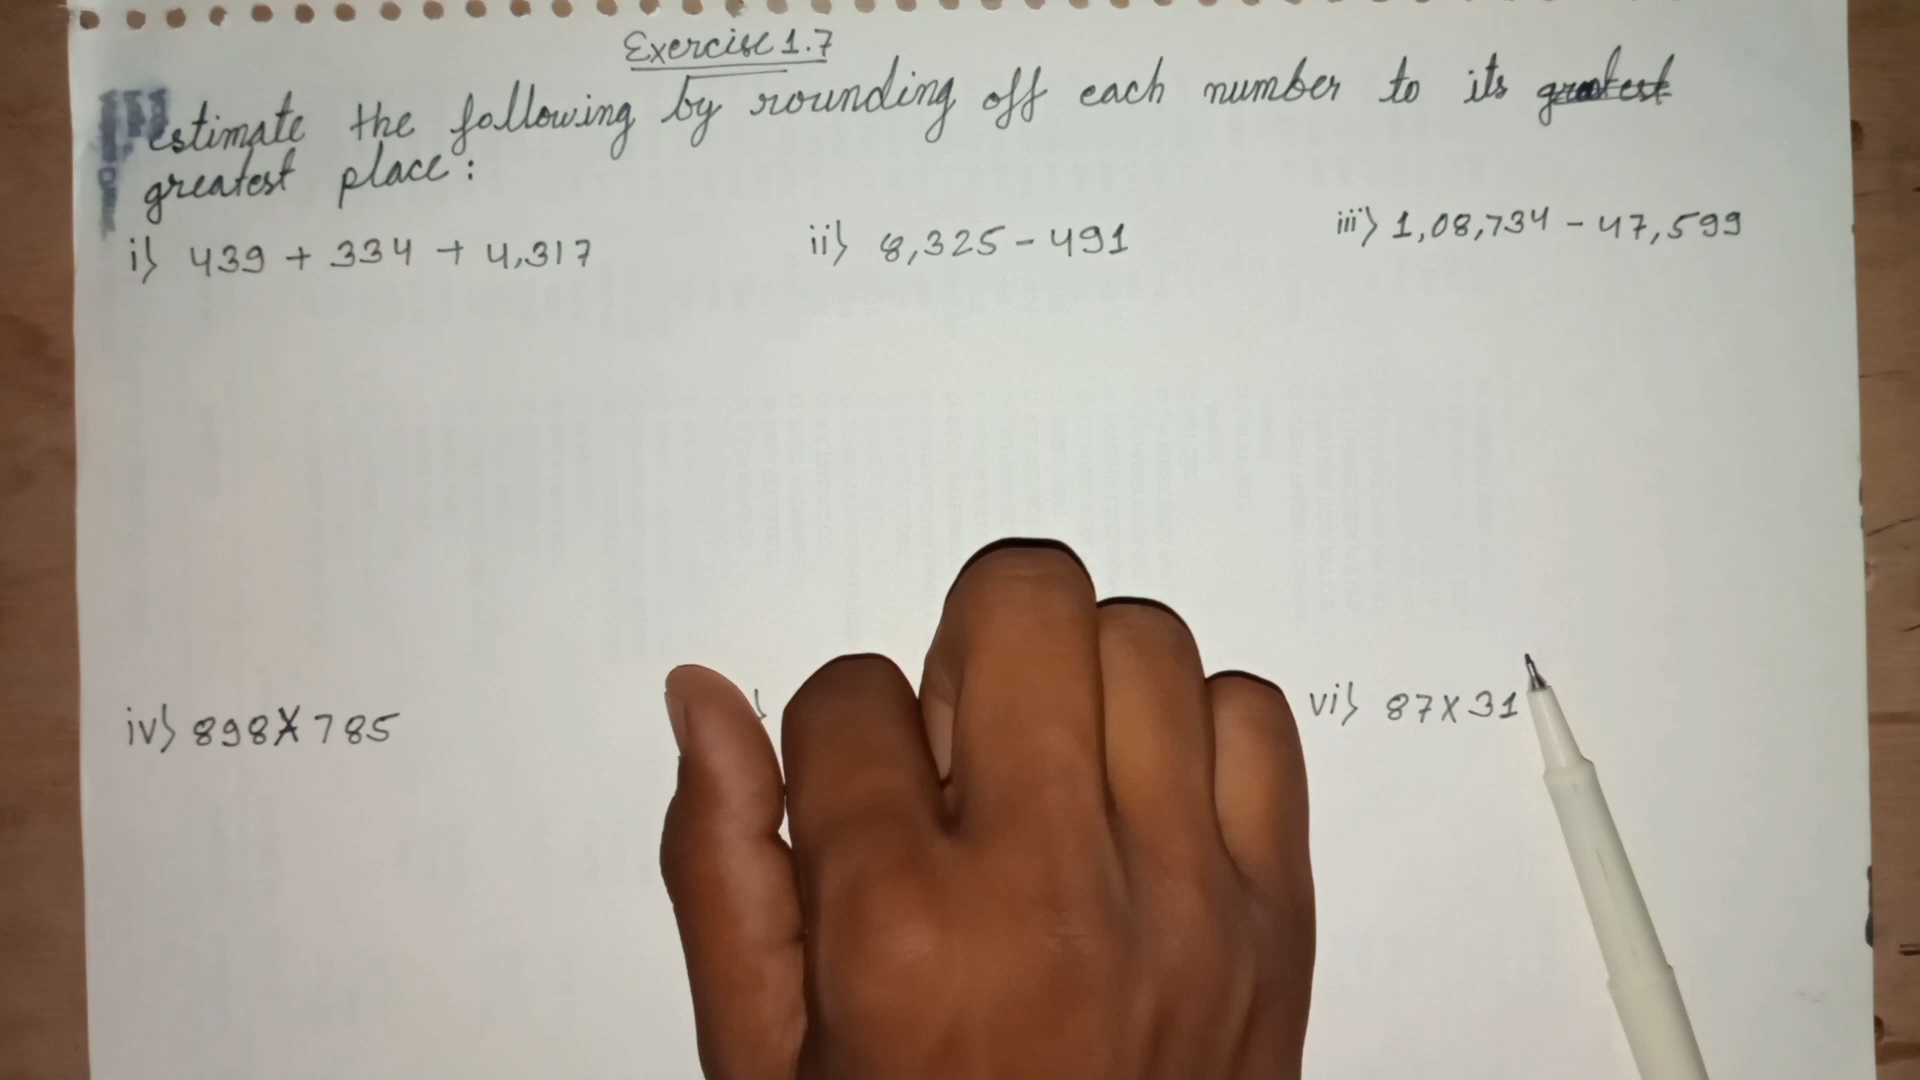 Exercise 1.7
estimate the following by rounding off each number to its greatest
greatest place:
i) 439 + 334 + 4,317
ii) 8,325 - 491
iii) 1,08,734 - 47,599
iv) 898 X 785
vi) 87 X 31